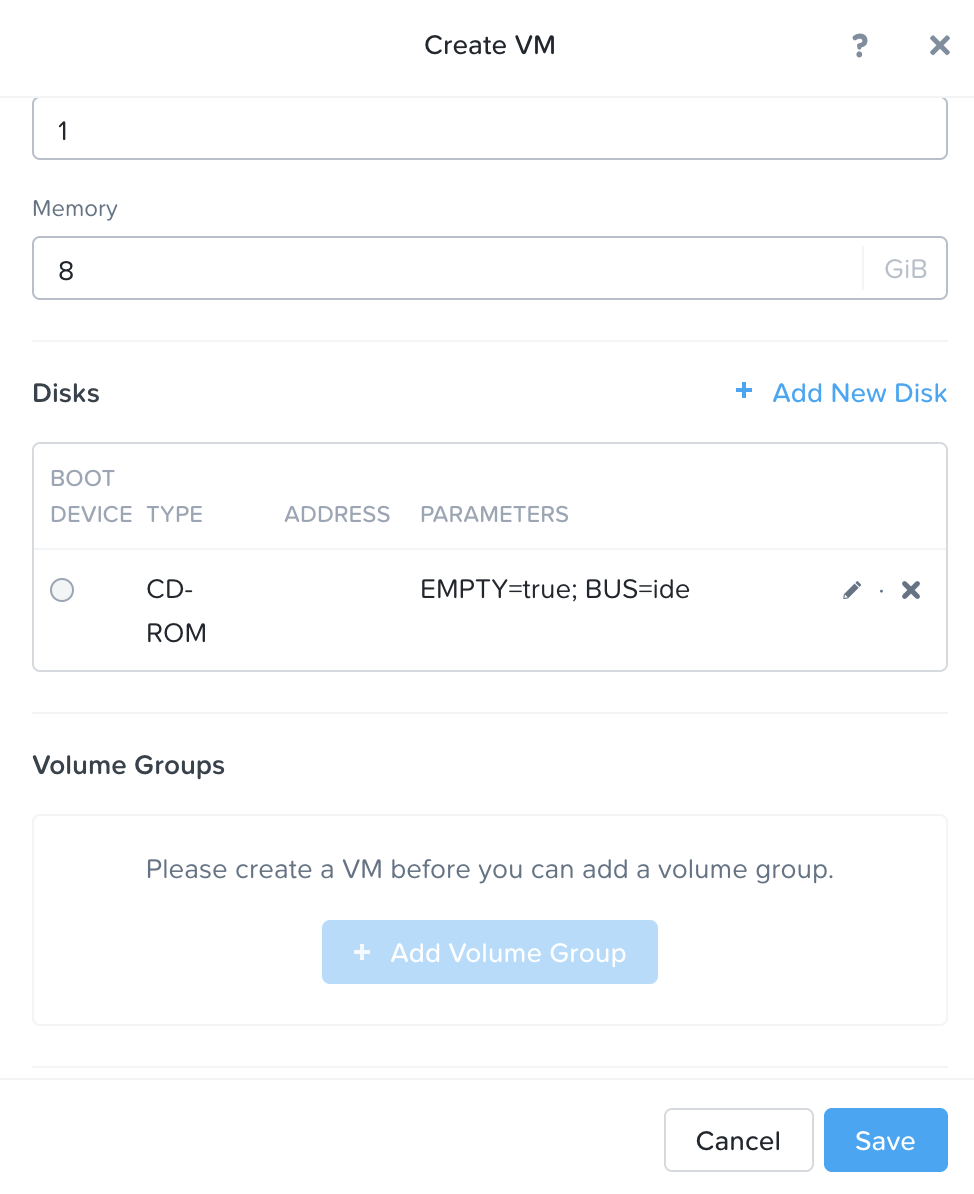 Create VM
?
1
Memory
8 GiB
Disks + Add New Disk
BOOT
DEVICE TYPE ADDRESS PARAMETERS
CD- EMPTY=true; BUS=ide
ROM
Volume Groups
Please create a VM before you can add a volume group.
+ Add Volume Group
Cancel Save